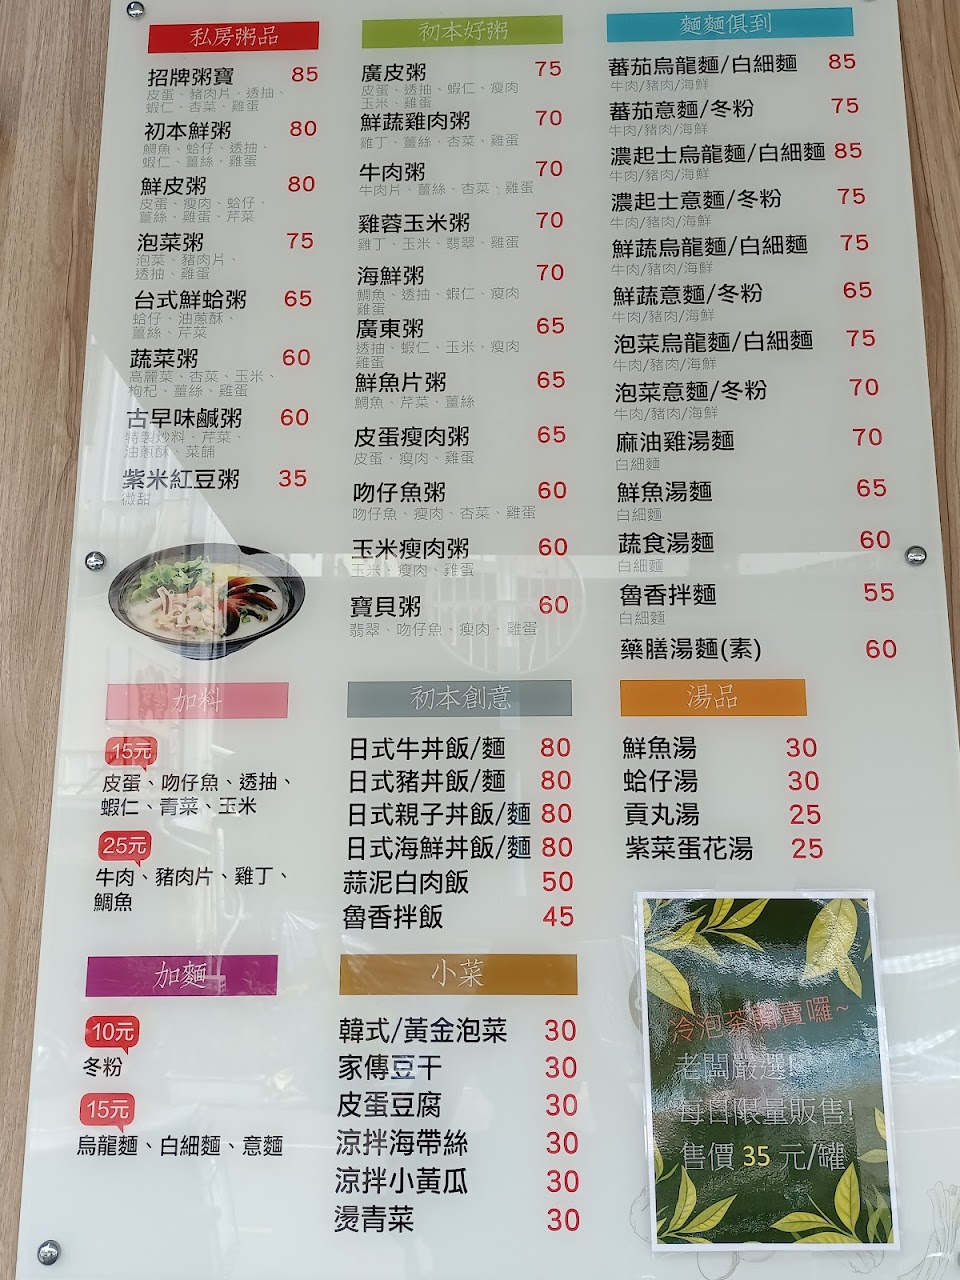 私房粥品
招牌粥寶 85
皮蛋、豬肉片、透抽、
蝦仁、杏菜、雞蛋
初本鮮粥 80
鯛魚、蛤仔、透抽、
蝦仁、薑絲、雞蛋
鮮皮粥 80
皮蛋、瘦肉、蛤仔、
薑絲、雞蛋、芹菜
泡菜粥 75
泡菜、豬肉片、
透抽、雞蛋
台式鮮蛤粥 65
蛤仔、油蔥酥、
薑絲、芹菜
蔬菜粥 60
高麗菜、杏菜、玉米、
枸杞、薑絲、雞蛋
古早味鹹粥 60
特製炒料、芹菜、
油蔥酥、菜脯
紫米紅豆粥 35
微甜
初本好粥
廣皮粥 75
皮蛋、透抽、蝦仁、瘦肉
玉米、雞蛋
鮮蔬雞肉粥 70
雞丁、薑絲、杏菜、雞蛋
牛肉粥 70
牛肉片、薑絲、杏菜、雞蛋
雞蓉玉米粥 70
雞丁、玉米、翡翠、雞蛋
海鮮粥 70
鯛魚、透抽、蝦仁、瘦肉
雞蛋
廣東粥 65
透抽、蝦仁、玉米、瘦肉
雞蛋
鮮魚片粥 65
鯛魚、芹菜、薑絲
皮蛋瘦肉粥 65
皮蛋、瘦肉、雞蛋
吻仔魚粥 60
吻仔魚、瘦肉、杏菜、雞蛋
玉米瘦肉粥 60
玉米、瘦肉、雞蛋
寶貝粥 60
翡翠、吻仔魚、瘦肉、雞蛋
麵麵俱到
蕃茄烏龍麵/白細麵 85
牛肉/豬肉/海鮮
蕃茄意麵/冬粉 75
牛肉/豬肉/海鮮
濃起士烏龍麵/白細麵 85
牛肉/豬肉/海鮮
濃起士意麵/冬粉 75
牛肉/豬肉/海鮮
鮮蔬烏龍麵/白細麵 75
牛肉/豬肉/海鮮
鮮蔬意麵/冬粉 65
牛肉/豬肉/海鮮
泡菜烏龍麵/白細麵 75
牛肉/豬肉/海鮮
泡菜意麵/冬粉 70
牛肉/豬肉/海鮮
麻油雞湯麵 70
白細麵
鮮魚湯麵 65
白細麵
蔬食湯麵 60
白細麵
魯香拌麵 55
白細麵
藥膳湯麵(素) 60
加料
15元
皮蛋、吻仔魚、透抽、
蝦仁、青菜、玉米
25元
牛肉、豬肉片、雞丁、
鯛魚
加麵
10元
冬粉
15元
烏龍麵、白細麵、意麵
初本創意
日式牛丼飯/麵 80
日式豬丼飯/麵 80
日式親子丼飯/麵 80
日式海鮮丼飯/麵 80
蒜泥白肉飯 50
魯香拌飯 45
小菜
韓式/黃金泡菜 30
家傳豆干 30
皮蛋豆腐 30
涼拌海帶絲 30
涼拌小黃瓜 30
燙青菜 30
湯品
鮮魚湯 30
蛤仔湯 30
貢丸湯 25
紫菜蛋花湯 25
冷泡茶開賣囉~
老闆嚴選!
每日限量販售!
售價 35 元/罐